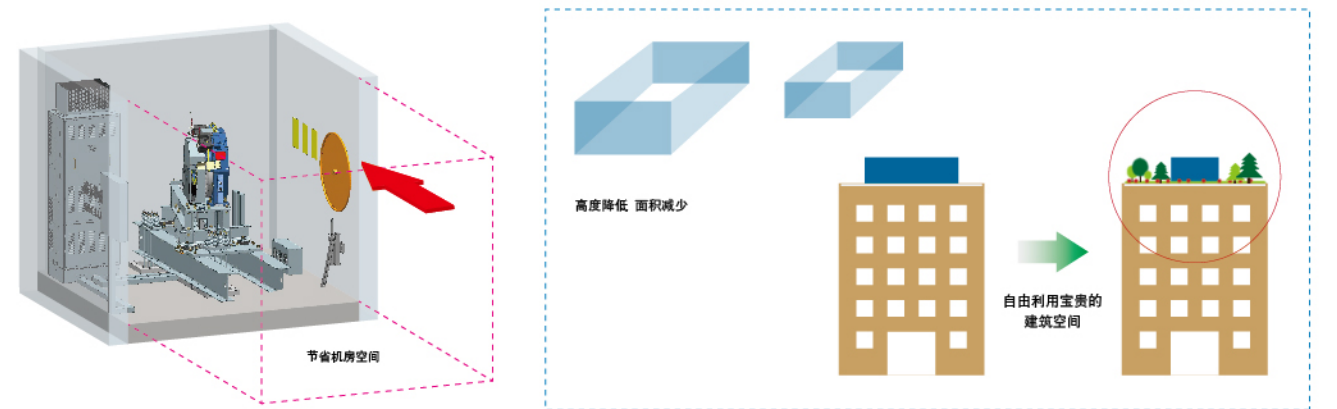 节省机房空间
高度降低 面积减少
自由利用宝贵的
建筑空间